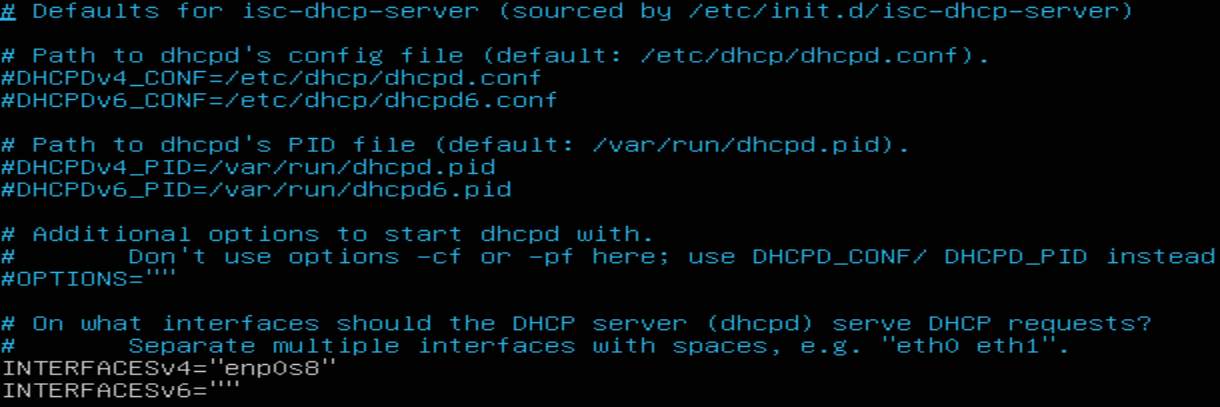 # Defaults for isc-dhcp-server (sourced by /etc/init.d/isc-dhcp-server)
# Path to dhcpd's config file (default: /etc/dhcp/dhcpd.conf).
#DHCPDv4_CONF=/etc/dhcp/dhcpd.conf
#DHCPDv6_CONF=/etc/dhcp/dhcpd6.conf
# Path to dhcpd's PID file (default: /var/run/dhcpd.pid).
#DHCPDv4_PID=/var/run/dhcpd.pid
#DHCPDv6_PID=/var/run/dhcpd6.pid
# Additional options to start dhcpd with.
#       Don't use options -cf or -pf here; use DHCPD_CONF/ DHCPD_PID instead
#OPTIONS=""
# On what interfaces should the DHCP server (dhcpd) serve DHCP requests?
#       Separate multiple interfaces with spaces, e.g. "eth0 eth1".
INTERFACESv4="enp0s8"
INTERFACESv6=""